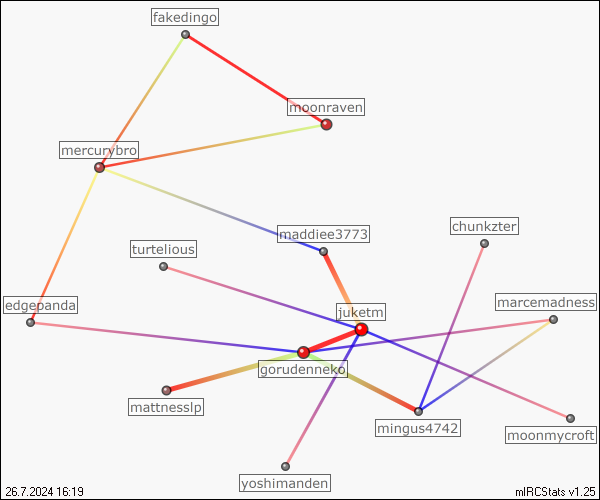 fakedingo
moonraven
mercurybro
chunkzter
maddiee3773
turtelious
edgepanda
marcemadness
juketm
gorudenneko
mattnesslp
mingus4742
moonmycroft
yoshimanden
26.7.2024 16:19
mIRCStats v1.25